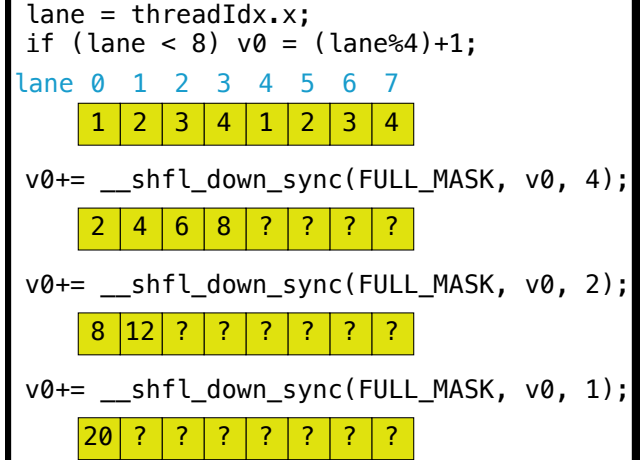 lane = threadIdx.x;
if (lane < 8) v0 = (lane%4)+1;
lane 0 1 2 3 4 5 6 7
1 2 3 4 1 2 3 4
v0+= __shfl_down_sync(FULL_MASK, v0, 4);
2 4 6 8 ? ? ? ?
v0+= __shfl_down_sync(FULL_MASK, v0, 2);
8 12 ? ? ? ? ? ?
v0+= __shfl_down_sync(FULL_MASK, v0, 1);
20 ? ? ? ? ? ? ?